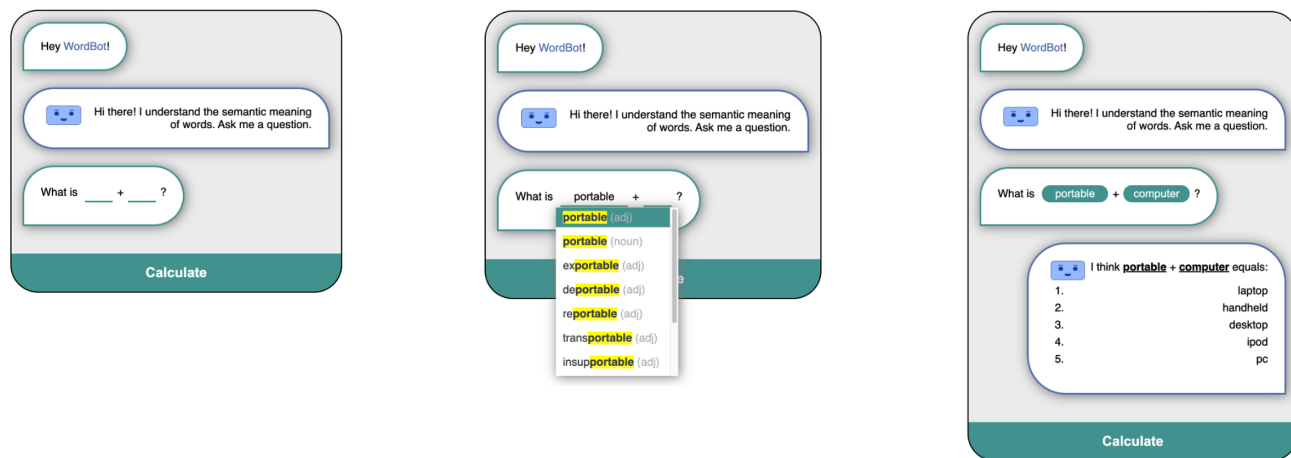 Hey WordBot!
Hi there! I understand the semantic meaning
of words. Ask me a question.
What is ____ + ____ ?
Calculate
Hey WordBot!
Hi there! I understand the semantic meaning
of words. Ask me a question.
What is portable + ____ ?
portable (adj)
portable (noun)
exportable (adj)
deportable (adj)
reportable (adj)
transportable (adj)
insupportable (adj)
e
Hey WordBot!
Hi there! I understand the semantic meaning
of words. Ask me a question.
What is portable + computer ?
I think portable + computer equals:
1. laptop
2. handheld
3. desktop
4. ipod
5. pc
Calculate